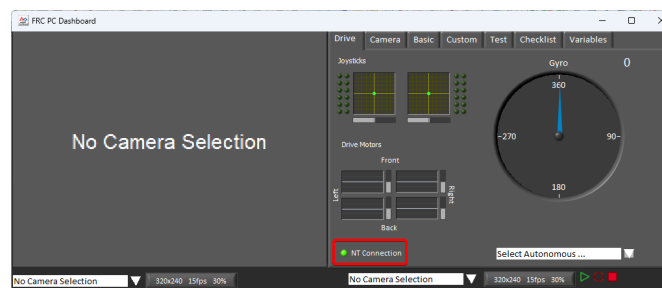 FRC PC Dashboard
Drive Camera Basic Custom Test Checklist Variables
Joysticks
Gyro 0
360
-270
90-
180
No Camera Selection
Drive Motors
Front
Left
Right
Back
NT Connection
Select Autonomous ...
No Camera Selection
320x240 15fps 30%
No Camera Selection
320x240 15fps 30%